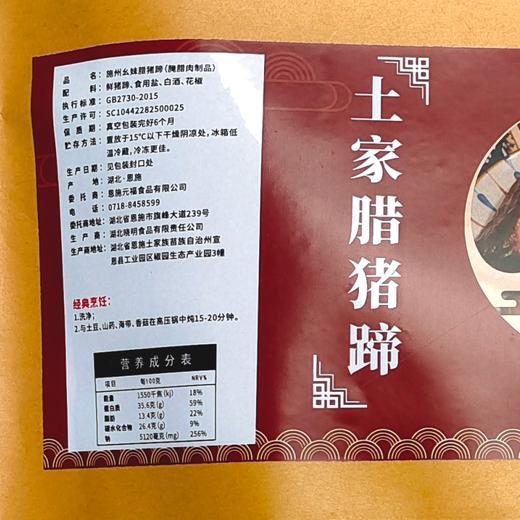 品 名：施州幺妹腊猪蹄（腌腊肉制品）
配 料：鲜猪蹄、食用盐、白酒、花椒
执行标准：GB2730-2015
生产许可：SC10442282500025
保 质 期：真空包装完好6个月
贮存方法：置放于15℃以下干燥阴凉处，冰箱低
温冷藏，冷冻更佳。
生产日期：见包装封口处
产 地：湖北·恩施
委 托 商：恩施元福食品有限公司
电 话：0718-8458599
委托商地址：湖北省恩施市旗峰大道239号
生 产 商：湖北晓明食品有限责任公司
生产商地址：湖北省恩施土家族苗族自治州宣
恩县工业园区椒园生态产业园3幢
经典烹饪：
1.洗净；
2.与土豆、山药、海带、香菇在高压锅中炖15-20分钟。
营养成分表
项目 每100克 NRV%
能量 1550千焦(kj) 18%
蛋白质 35.6克(g) 59%
脂肪 13.4克(g) 22%
碳水化合物 26.4克(g) 9%
钠 5120毫克(mg) 256%
土家腊猪蹄